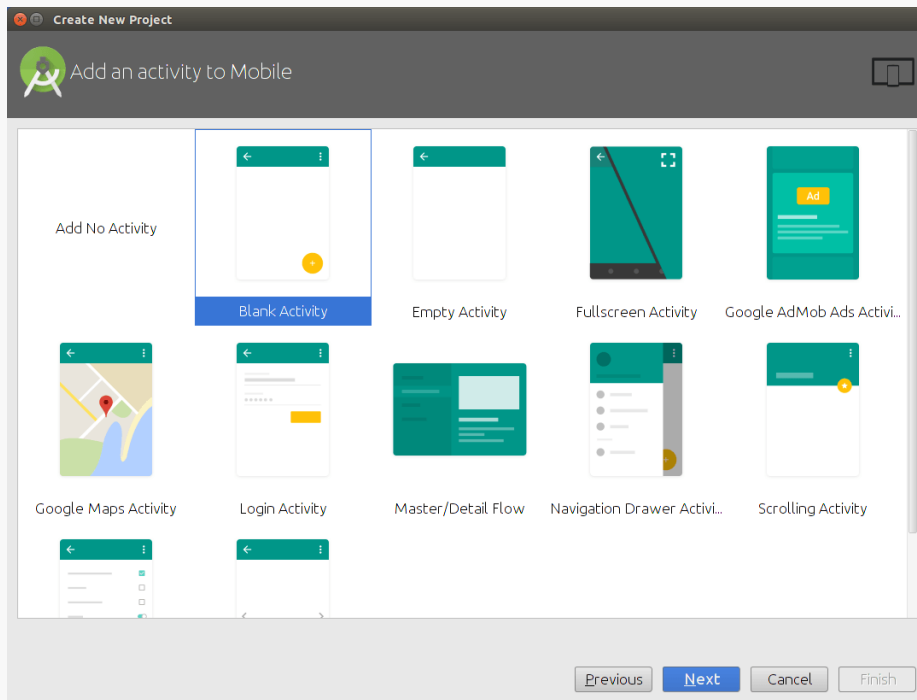 Create New Project
Add an activity to Mobile
Add No Activity
Blank Activity
Empty Activity
Fullscreen Activity
Ad
Google AdMob Ads Activi...
Google Maps Activity
Login Activity
Master/Detail Flow
Navigation Drawer Activi...
Scrolling Activity
Previous
Next
Cancel
Finish